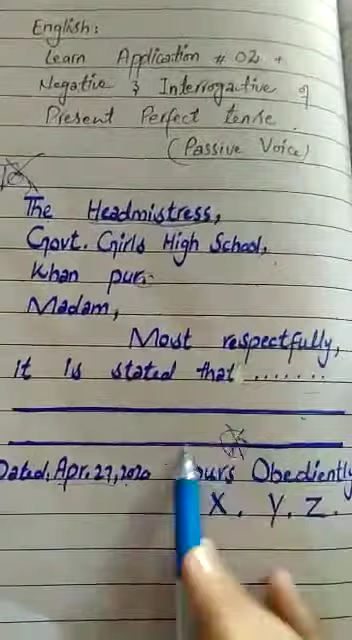 English:
Learn Application # 02 +
Negative & Interrogative of
Present Perfect tense.
(Passive Voice)
To
The Headmistress,
Govt. Girls High School,
Khan pur.
Madam,
Most respectfully,
it is stated that .......
Dated, Apr. 27, 2020 Yours Obediently
X. Y. Z.